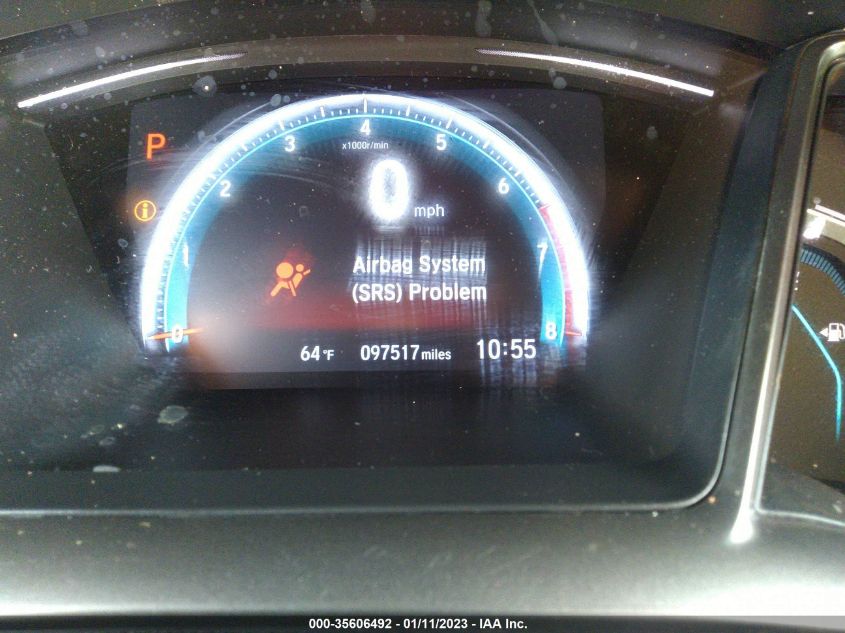 P
4
3
5
x1000r/min
2
6
0 mph
i
1
7
Airbag System
(SRS) Problem
0
8
64°F
097517 miles
10:55
000-35606492 - 01/11/2023 - IAA Inc.